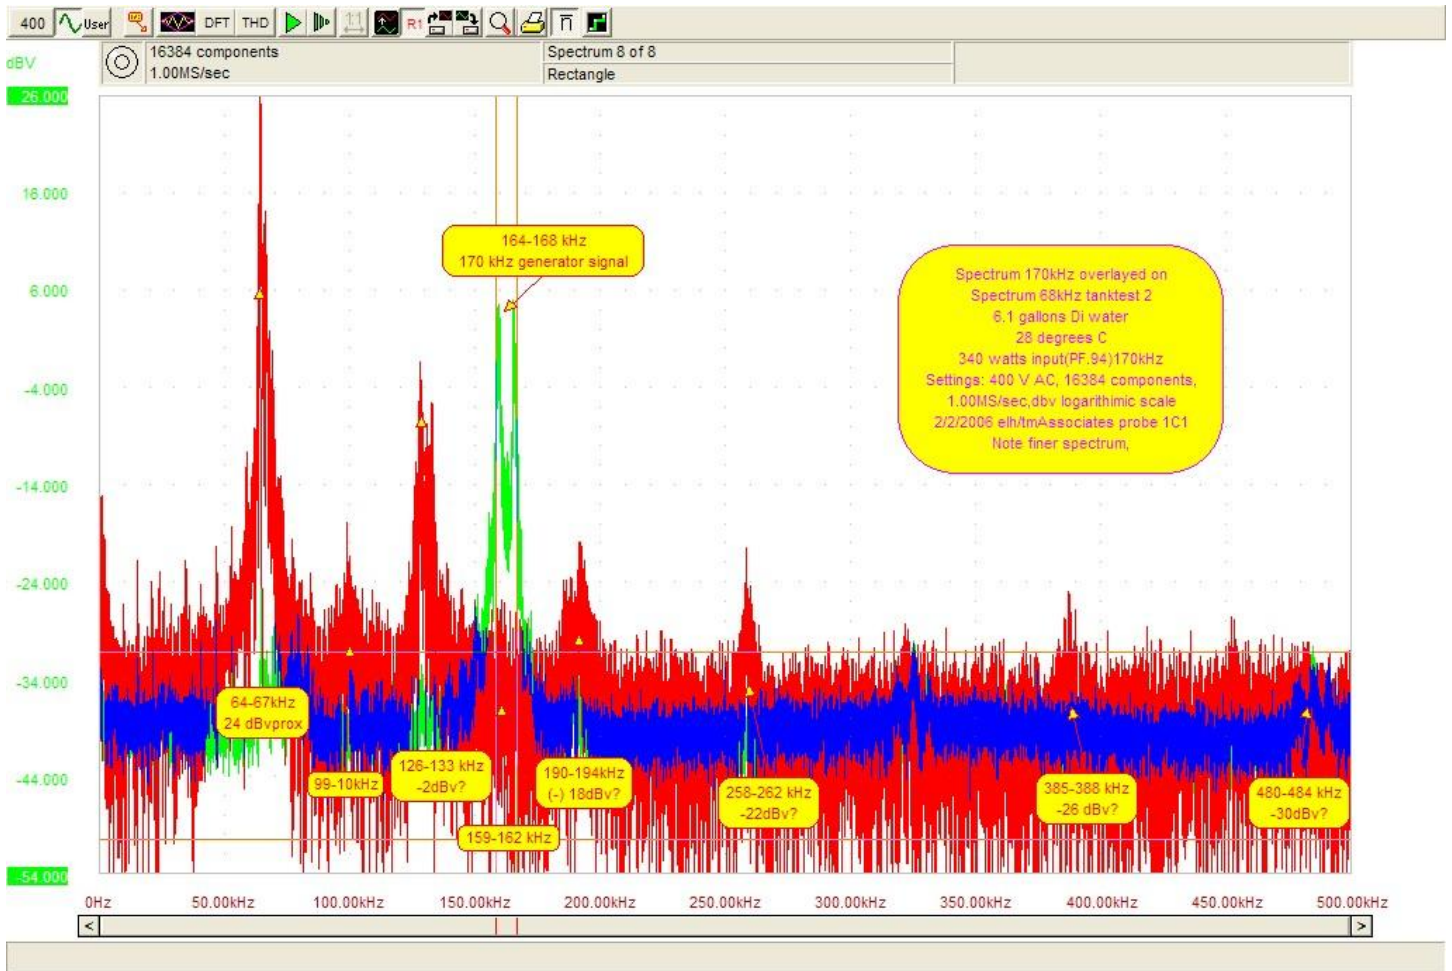 400 User DFT THD 1:1 R1
16384 components
1.00MS/sec
Spectrum 8 of 8
Rectangle
dBV
26.000
16.000
6.000
-4.000
-14.000
-24.000
-34.000
-44.000
-54.000
164-168 kHz
170 kHz generator signal
Spectrum 170kHz overlayed on
Spectrum 68kHz tanktest 2
6.1 gallons Di water
28 degrees C
340 watts input(PF.94)170kHz
Settings: 400 V AC, 16384 components,
1.00MS/sec,dbv logarithimic scale
2/2/2006 elh/tmAssociates probe 1C1
Note finer spectrum,
64-67kHz
24 dBvprox
99-10kHz
126-133 kHz
-2dBv?
159-162 kHz
190-194kHz
(-) 18dBv?
258-262 kHz
-22dBv?
385-388 kHz
-26 dBv?
480-484 kHz
-30dBv?
0Hz 50.00kHz 100.00kHz 150.00kHz 200.00kHz 250.00kHz 300.00kHz 350.00kHz 400.00kHz 450.00kHz 500.00kHz